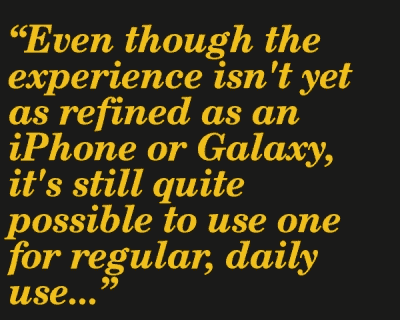 “Even though the
experience isn't yet
as refined as an
iPhone or Galaxy,
it's still quite
possible to use one
for regular, daily
use...”